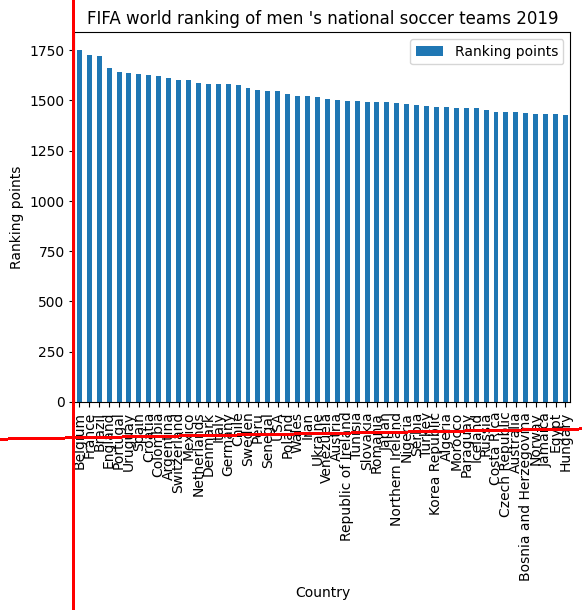 FIFA world ranking of men 's national soccer teams 2019
Ranking points
Ranking points
1750
1500
1250
1000
750
500
250
0
Belgium
France
Brazil
England
Portugal
Uruguay
Spain
Croatia
Colombia
Argentina
Switzerland
Mexico
Netherlands
Denmark
Italy
Germany
Chile
Sweden
Peru
Senegal
USA
Poland
Wales
Iran
Ukraine
Venezuela
Austria
Republic of Ireland
Tunisia
Slovakia
Romania
Japan
Northern Ireland
Nigeria
Serbia
Turkey
Korea Republic
Algeria
Morocco
Paraguay
Iceland
Russia
Costa Rica
Czech Republic
Australia
Bosnia and Herzegovina
Norway
Jamaica
Egypt
Hungary
Country